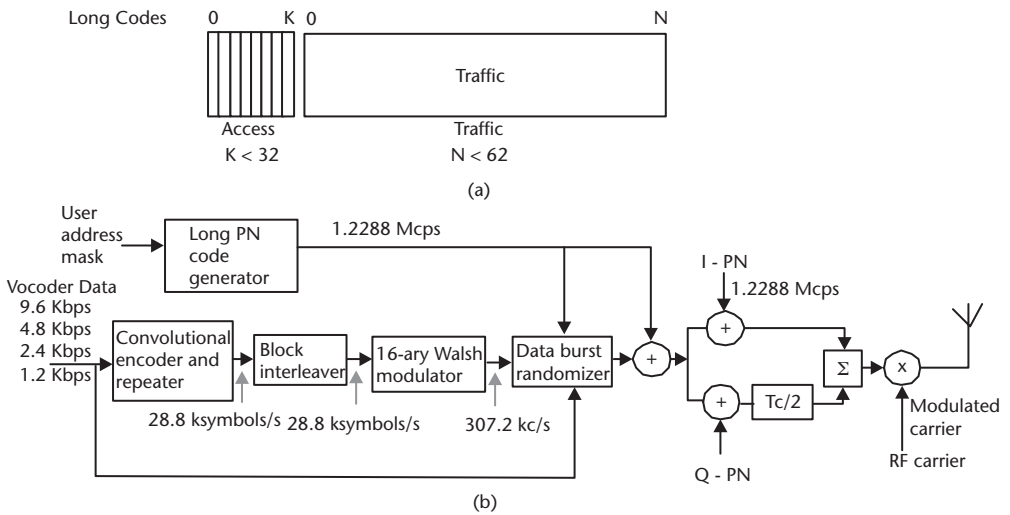 Long Codes 0 K 0 N
Traffic
Access Traffic
K < 32 N < 62
(a)
User
address
mask
Long PN
code
generator
1.2288 Mcps
I - PN
1.2288 Mcps
Vocoder Data
9.6 Kbps
4.8 Kbps
2.4 Kbps
1.2 Kbps
Convolutional
encoder and
repeater
Block
interleaver
16-ary Walsh
modulator
Data burst
randomizer
+
+
+
Tc/2
Σ
x
28.8 ksymbols/s 28.8 ksymbols/s 307.2 kc/s
Modulated
carrier
RF carrier
Q - PN
(b)